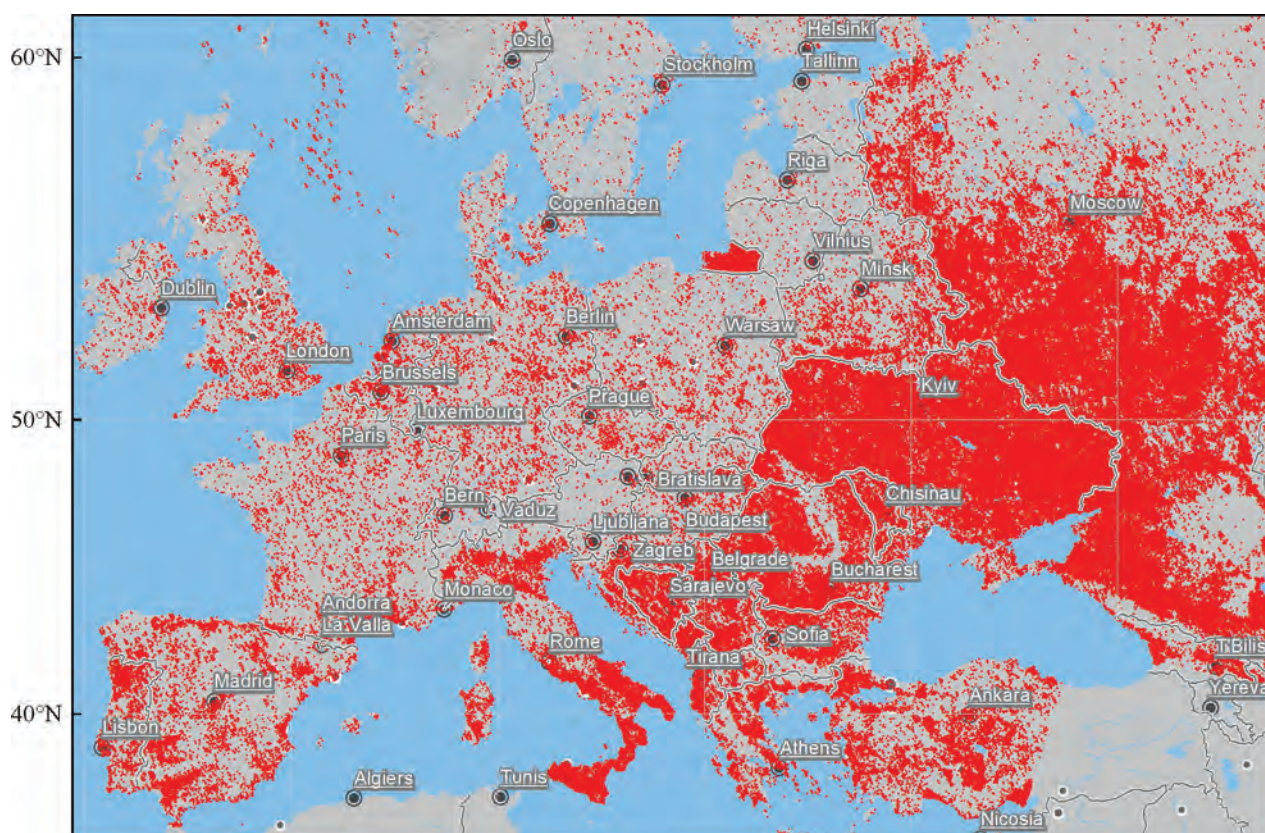 Oslo
Helsinki
60°N
Tallinn
Stockholm
Riga
Copenhagen
Moscow
Vilnius
Minsk
Dublin
Amsterdam
Berlin
Warsaw
London
Brussels
Kyiv
Prague
50°N
Luxembourg
Paris
Bratislava
Chisinau
Bern
Vaduz
Budapest
Ljubljana
Zagreb
Belgrade
Bucharest
Sarajevo
Monaco
Andorra
La Valla
Rome
Sofia
Tirana
T'Bilis
Madrid
Ankara
Yereva
40°N
Lisbon
Athens
Algiers
Tunis
Nicosia